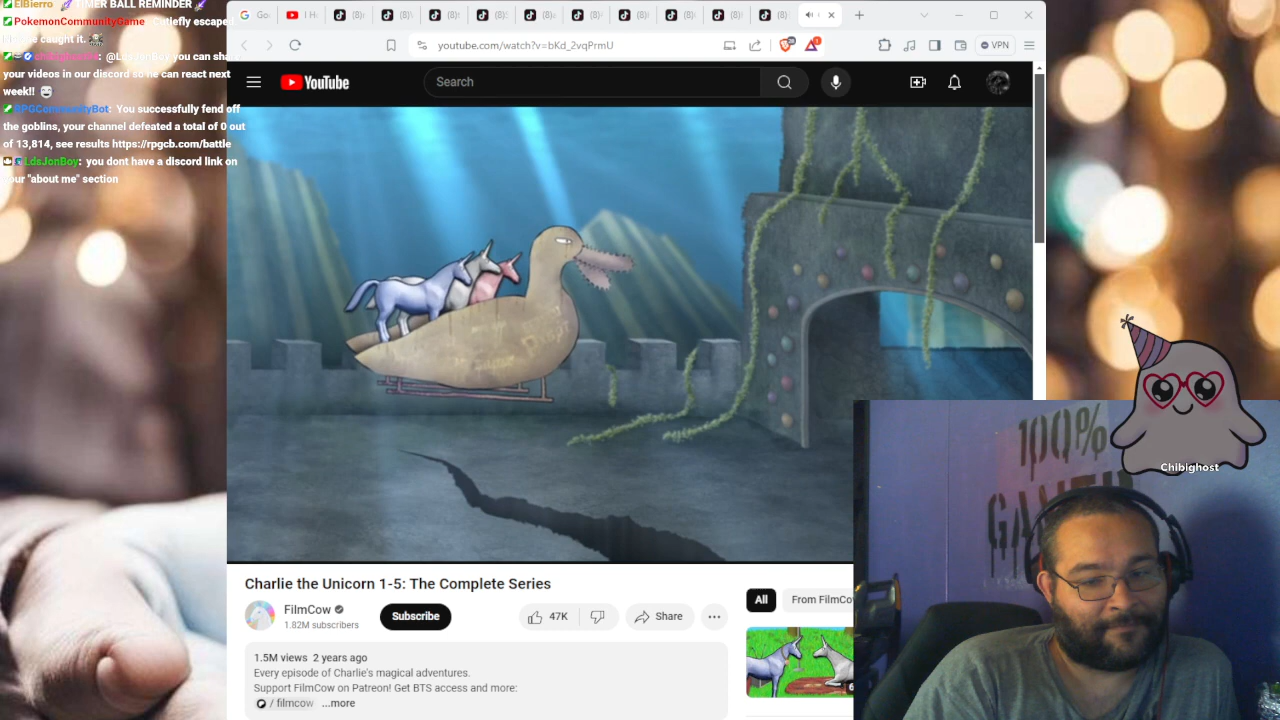 ElBierro TIMER BALL REMINDER
PokemonCommunityGame: Cutiefly escaped
caught it.
@LdsJonBoy you can share
your videos in our discord so he can react next
week!!
RPGCommunityBot: You successfully fend off
the goblins, your channel defeated a total of 0 out
of 13,814, see results https://rpgcb.com/battle
LdsJonBoy: you dont have a discord link on
your "about me" section
youtube.com/watch?v=bKd_2vqPrmU
VPN
YouTube
Search
100%
Chibighost
Charlie the Unicorn 1-5: The Complete Series
FilmCow
1.82M subscribers
Subscribe
47K
Share
All
From FilmCow
1.5M views 2 years ago
Every episode of Charlie's magical adventures.
Support FilmCow on Patreon! Get BTS access and more:
/ filmcow ...more